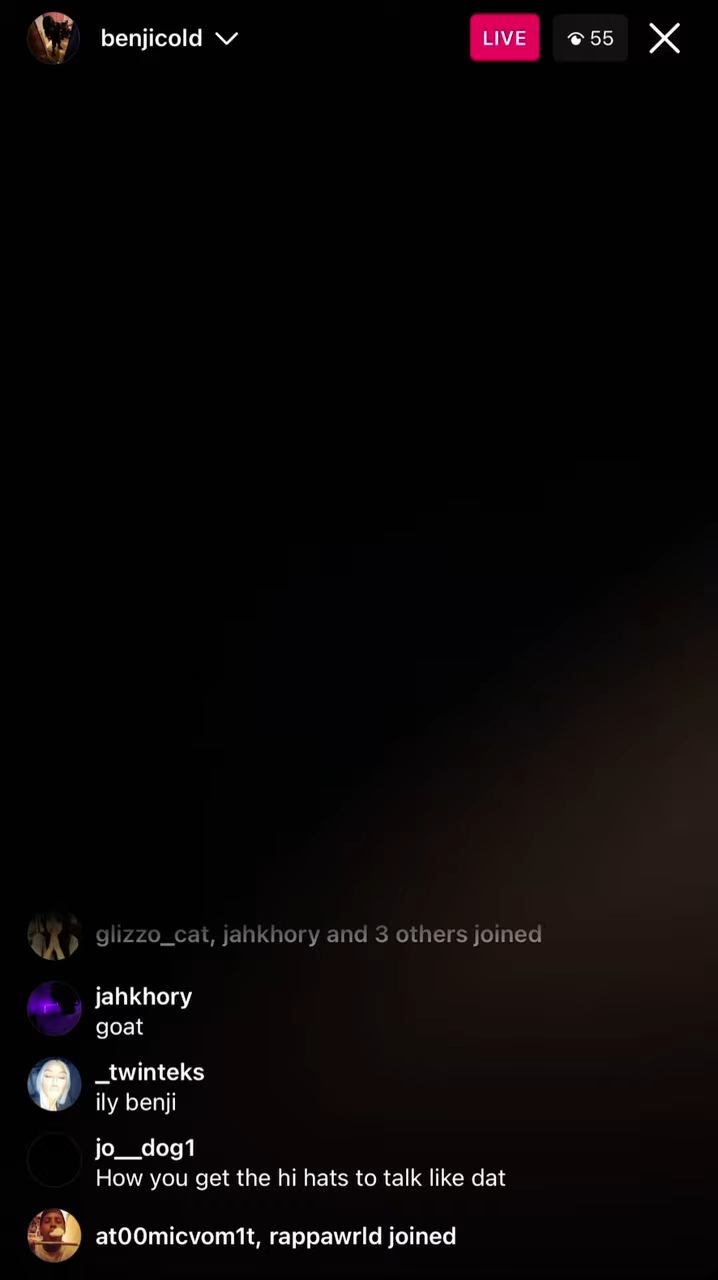 benjicold
LIVE
55
glizzo_cat, jahkhory and 3 others joined
jahkhory
goat
_twinteks
ily benji
jo__dog1
How you get the hi hats to talk like dat
at00micvom1t, rappawrld joined